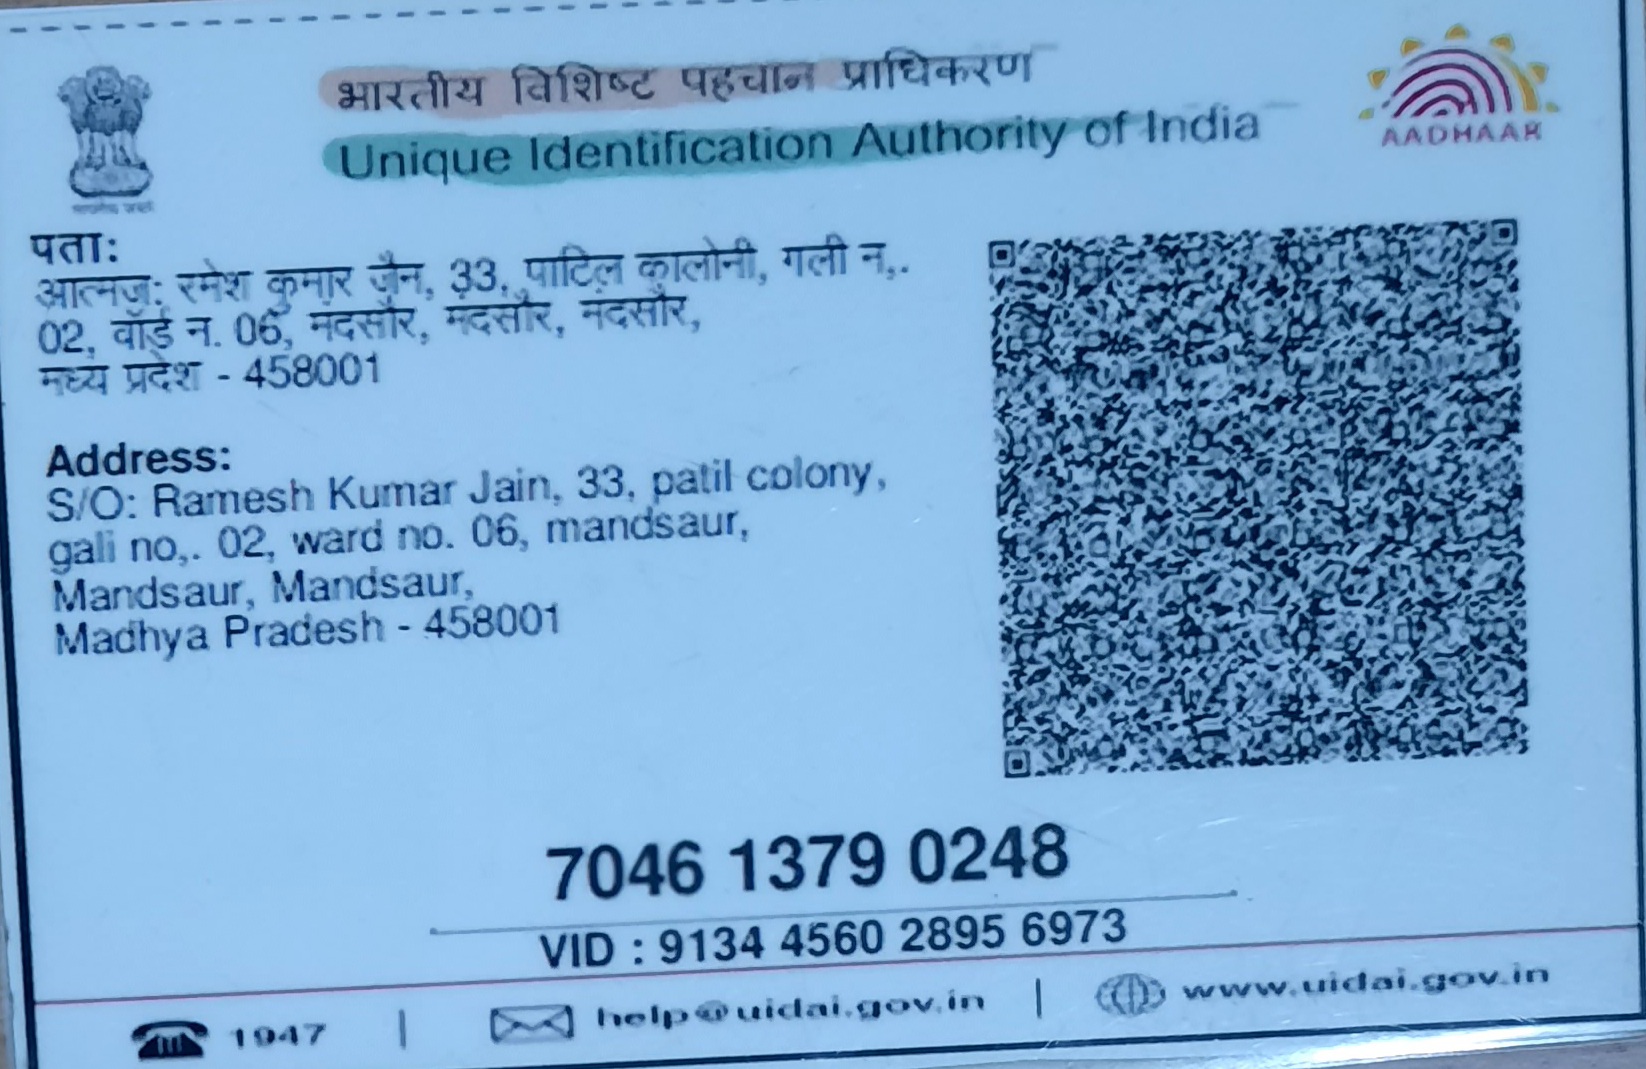 भारतीय विशिष्ट पहचान प्राधिकरण
Unique Identification Authority of India
AADHAAR
पता:
आत्मज: रमेश कुमार जैन, 33, पाटिल कालोनी, गली न,.
02, वॉर्ड न. 06, मंदसौर, मंदसौर, मंदसौर,
मध्य प्रदेश - 458001
Address:
S/O: Ramesh Kumar Jain, 33, patil colony,
gali no,. 02, ward no. 06, mandsaur,
Mandsaur, Mandsaur,
Madhya Pradesh - 458001
7046 1379 0248
VID : 9134 4560 2895 6973
1947 | help@uidai.gov.in | www.uidai.gov.in